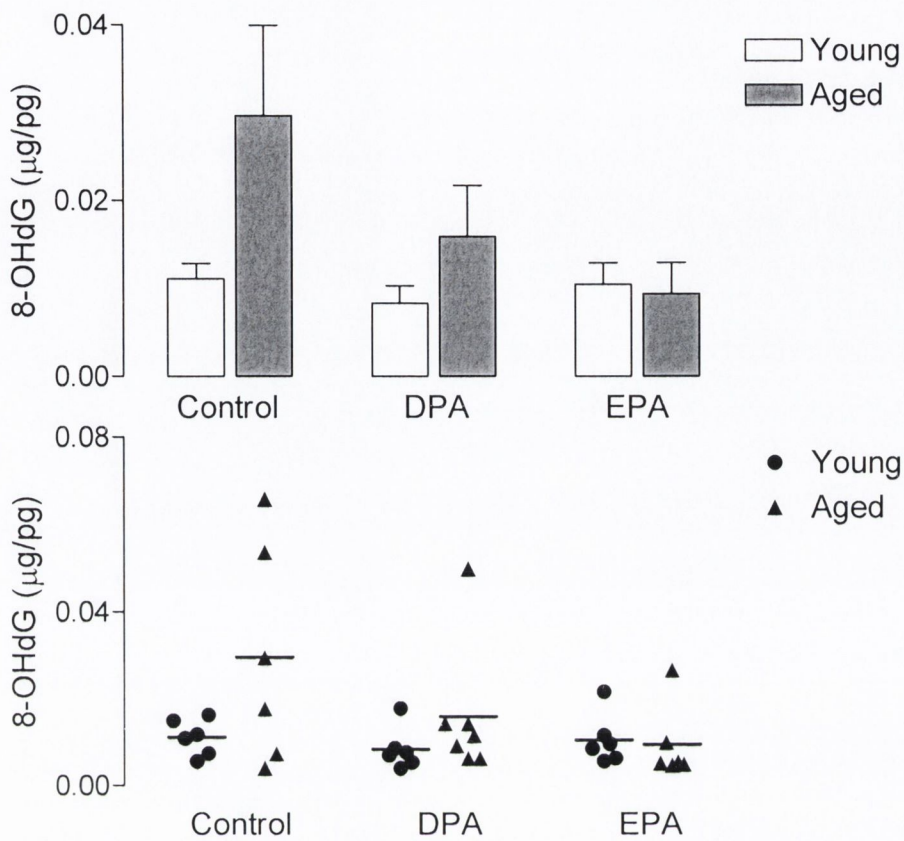 0.04
0.02
0.00
8-OHdG (μg/pg)
Young
Aged
Control DPA EPA
0.08
0.04
0.00
8-OHdG (μg/pg)
Young
Aged
Control DPA EPA